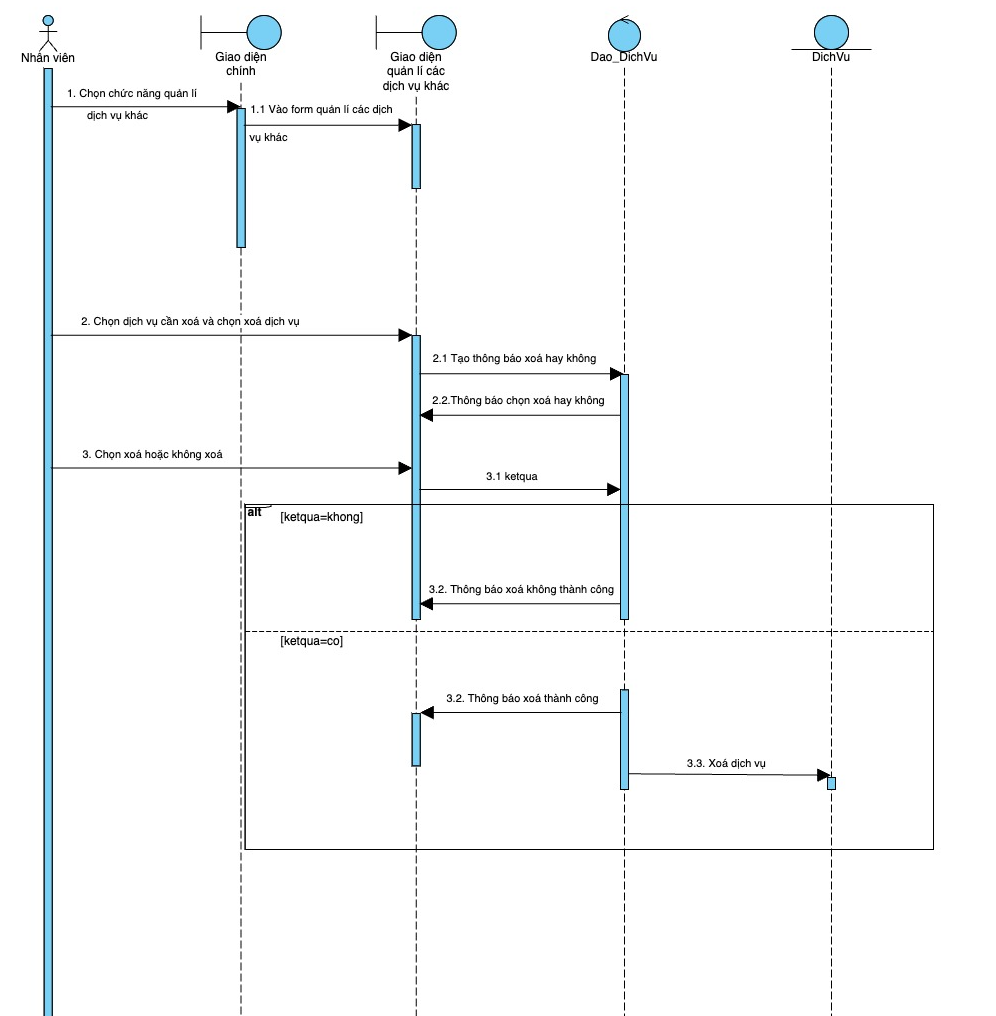 Nhân viên
Giao diện
chính
Giao diện
quản lí các
dịch vụ khác
Dao_DichVu
DichVu
1. Chọn chức năng quản lí
dịch vụ khác
1.1 Vào form quản lí các dịch
vụ khác
2. Chọn dịch vụ cần xoá và chọn xoá dịch vụ
2.1 Tạo thông báo xoá hay không
2.2.Thông báo chọn xoá hay không
3. Chọn xoá hoặc không xoá
3.1 ketqua
alt
[ketqua=khong]
3.2. Thông báo xoá không thành công
[ketqua=co]
3.2. Thông báo xoá thành công
3.3. Xoá dịch vụ